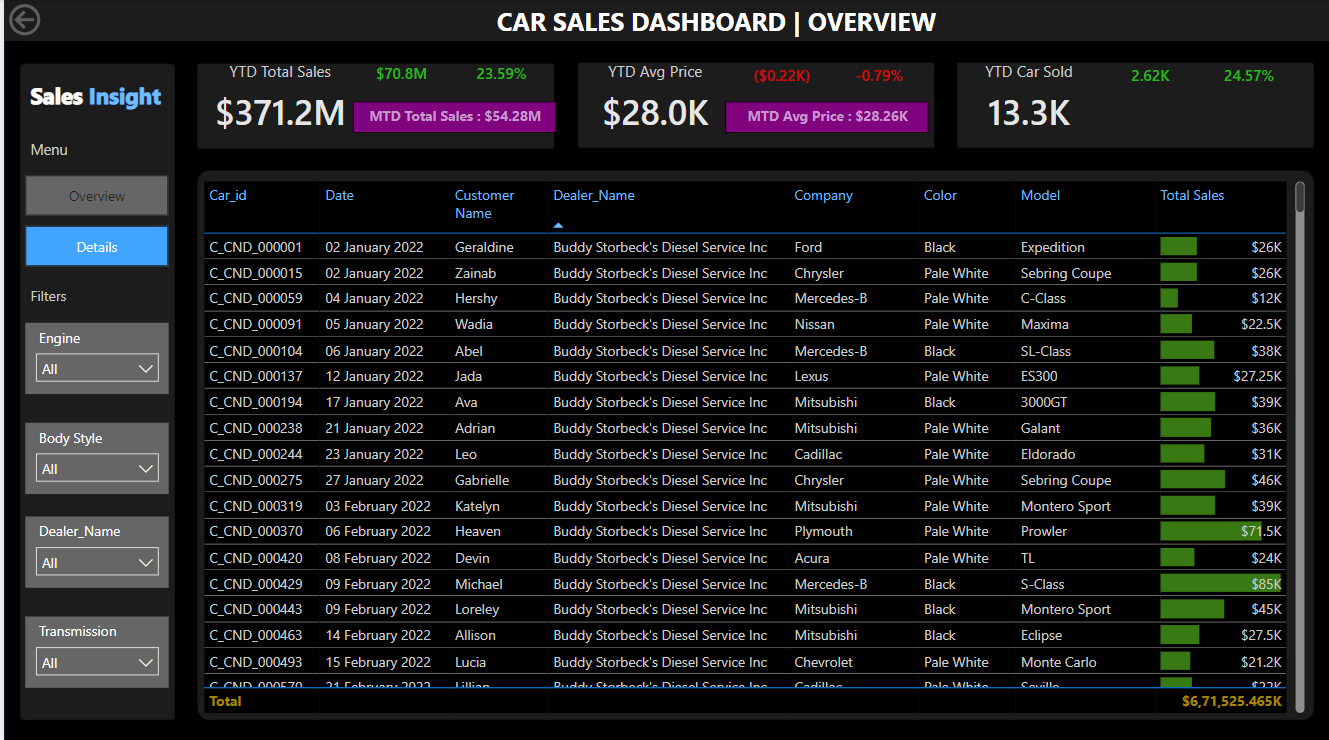 CAR SALES DASHBOARD | OVERVIEW
Sales Insight
Menu
Overview
Details
Filters
Engine
All
Body Style
All
Dealer_Name
All
Transmission
All
YTD Total Sales $70.8M 23.59%
$371.2M MTD Total Sales : $54.28M
YTD Avg Price ($0.22K) -0.79%
$28.0K MTD Avg Price : $28.26K
YTD Car Sold 2.62K 24.57%
13.3K
Car_id Date Customer Name Dealer_Name Company Color Model Total Sales
C_CND_000001 02 January 2022 Geraldine Buddy Storbeck's Diesel Service Inc Ford Black Expedition $26K
C_CND_000015 02 January 2022 Zainab Buddy Storbeck's Diesel Service Inc Chrysler Pale White Sebring Coupe $26K
C_CND_000059 04 January 2022 Hershy Buddy Storbeck's Diesel Service Inc Mercedes-B Pale White C-Class $12K
C_CND_000091 05 January 2022 Wadia Buddy Storbeck's Diesel Service Inc Nissan Pale White Maxima $22.5K
C_CND_000104 06 January 2022 Abel Buddy Storbeck's Diesel Service Inc Mercedes-B Black SL-Class $38K
C_CND_000137 12 January 2022 Jada Buddy Storbeck's Diesel Service Inc Lexus Pale White ES300 $27.25K
C_CND_000194 17 January 2022 Ava Buddy Storbeck's Diesel Service Inc Mitsubishi Black 3000GT $39K
C_CND_000238 21 January 2022 Adrian Buddy Storbeck's Diesel Service Inc Mitsubishi Pale White Galant $36K
C_CND_000244 23 January 2022 Leo Buddy Storbeck's Diesel Service Inc Cadillac Pale White Eldorado $31K
C_CND_000275 27 January 2022 Gabrielle Buddy Storbeck's Diesel Service Inc Chrysler Pale White Sebring Coupe $46K
C_CND_000319 03 February 2022 Katelyn Buddy Storbeck's Diesel Service Inc Mitsubishi Pale White Montero Sport $39K
C_CND_000370 06 February 2022 Heaven Buddy Storbeck's Diesel Service Inc Plymouth Pale White Prowler $71.5K
C_CND_000420 08 February 2022 Devin Buddy Storbeck's Diesel Service Inc Acura Pale White TL $24K
C_CND_000429 09 February 2022 Michael Buddy Storbeck's Diesel Service Inc Mercedes-B Black S-Class $85K
C_CND_000443 09 February 2022 Loreley Buddy Storbeck's Diesel Service Inc Mitsubishi Black Montero Sport $45K
C_CND_000463 14 February 2022 Allison Buddy Storbeck's Diesel Service Inc Mitsubishi Black Eclipse $27.5K
C_CND_000493 15 February 2022 Lucia Buddy Storbeck's Diesel Service Inc Chevrolet Pale White Monte Carlo $21.2K
Total $6,71,525.465K